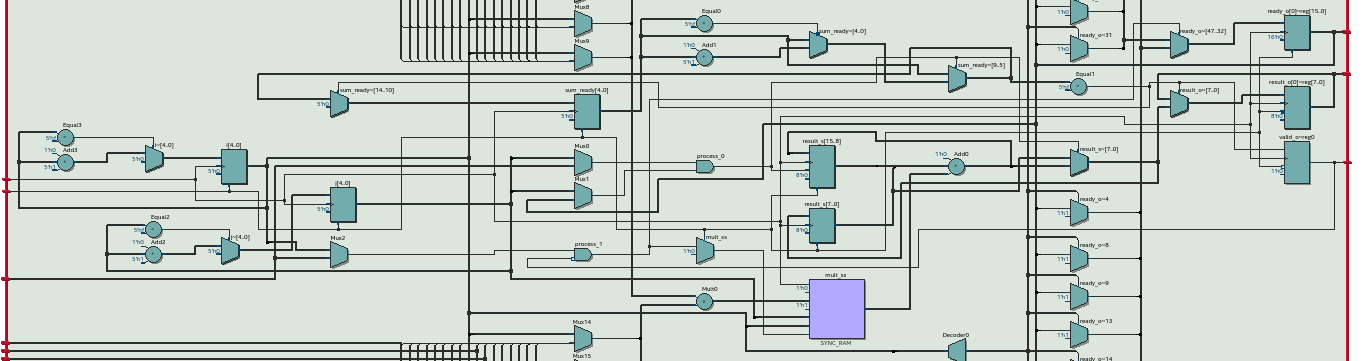 Mux8
Equal0
ready_o[0]~reg[15..0]
5'hf
sum_ready~[4..0]
ready_o~31
ready_o~[47..32]
1'h0
Mux9
1'h0
Add1
16'h0
5'h1
1'h1
sum_ready~[9..5]
Equal1
sum_ready~[14..10]
sum_ready[4..0]
5'hf
result_o~[7..0]
result_o[0]~reg[7..0]
5'h0
5'h0
8'h0
Equal3
5'hf
1'h0
Add3
5'h1
i~[4..0]
5'h0
i[4..0]
5'h0
Mux0
process_0
result_s[15..8]
8'h0
1'h0
Add0
result_s~[7..0]
valid_o~reg0
1'h0
j[4..0]
5'h0
Mux1
result_s[7..0]
8'h0
ready_o~4
1'h1
Equal2
5'hf
1'h0
Add2
5'h1
j~[4..0]
5'h0
Mux2
process_1
mult_ss
1'h0
ready_o~8
1'h1
mult_ss
1'h0
1'h1
SYNC_RAM
Mult0
ready_o~9
1'h1
Mux14
Decoder0
ready_o~13
1'h1
Mux15
ready_o~14